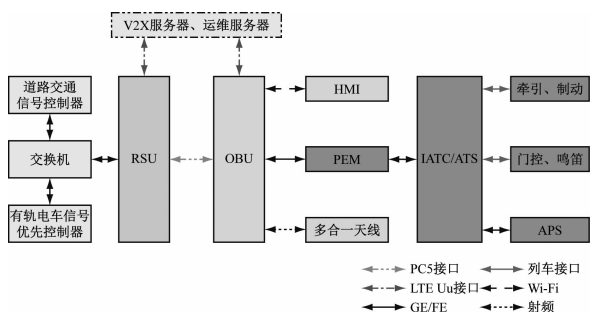 V2X服务器、运维服务器
道路交通
信号控制器
交换机
有轨电车信号
优先控制器
RSU
OBU
HMI
PEM
多合一天线
IATC/ATS
牵引、制动
门控、鸣笛
APS
PC5接口
列车接口
LTE Uu接口
Wi-Fi
GE/FE
射频